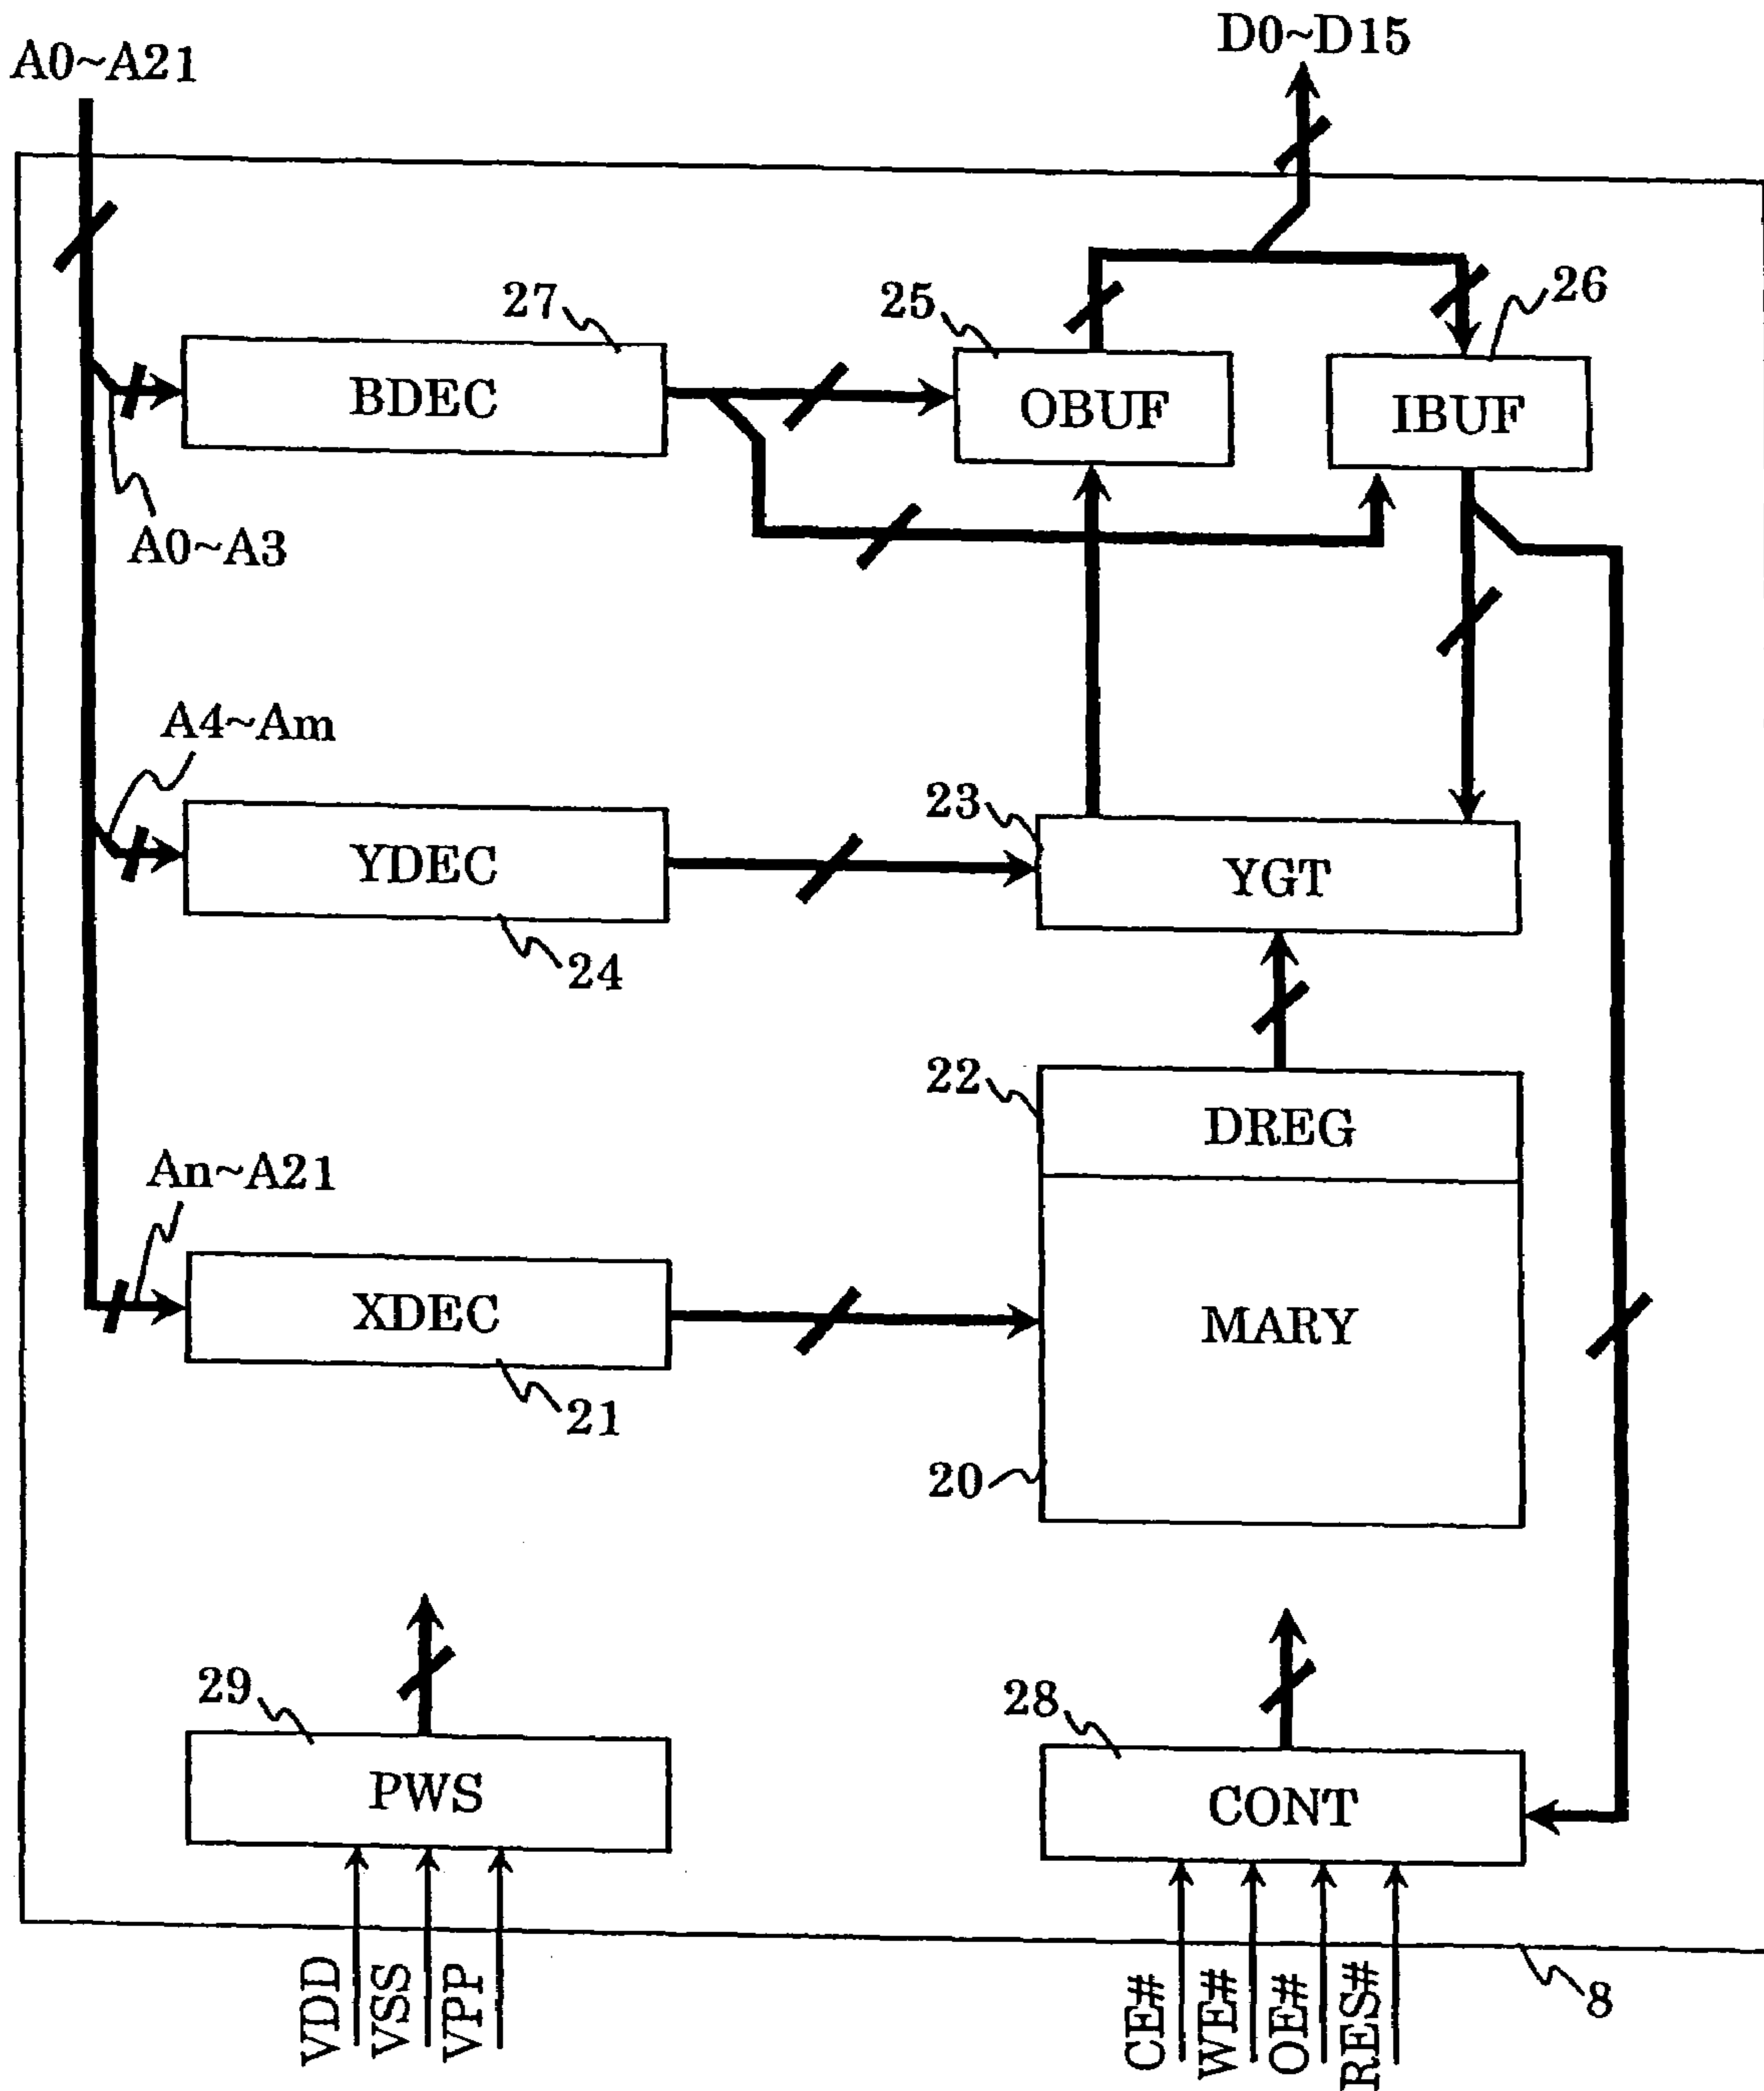 D0~D15
A0~A21
27
25
26
BDEC
OBUF
IBUF
A0~A3
A4~Am
23
YDEC
YGT
24
22
DREG
An~A21
XDEC
MARY
21
20
29
28
PWS
CONT
VDD
VSS
VPP
CE#
WE#
OE#
RES#
8